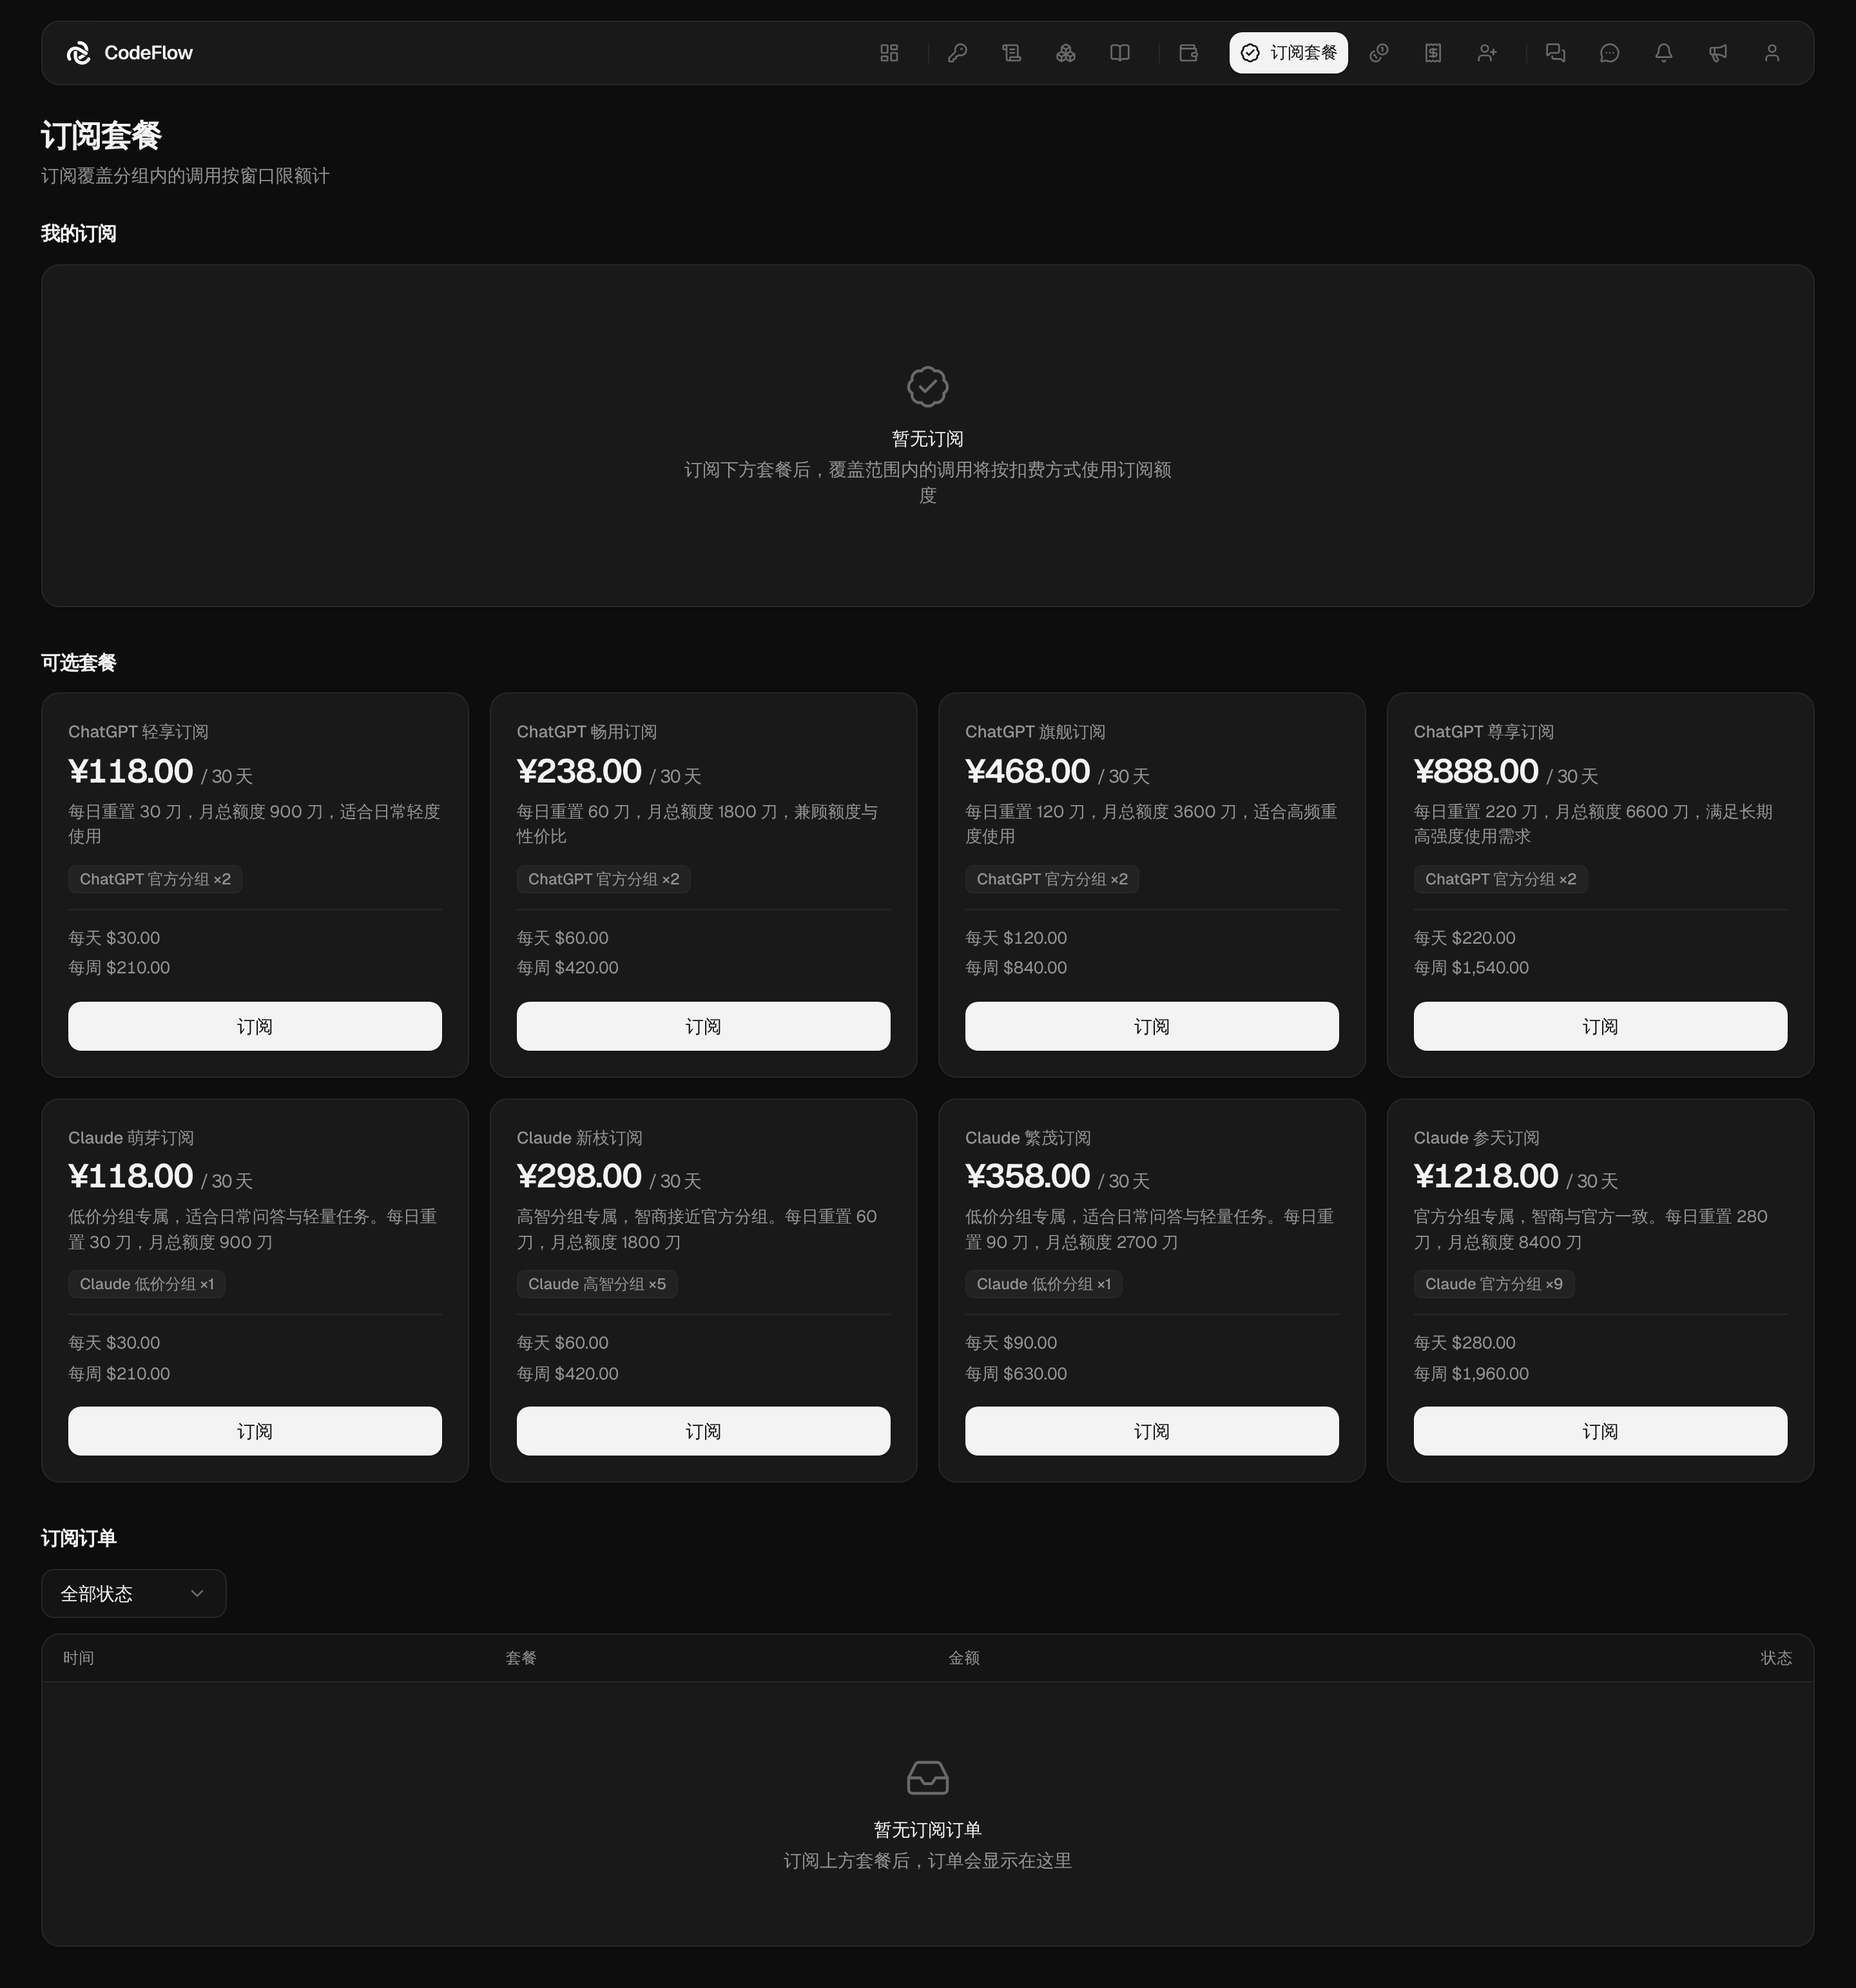 CodeFlow
订阅套餐
订阅套餐
订阅覆盖分组内的调用按窗口限额计
我的订阅
暂无订阅
订阅下方套餐后，覆盖范围内的调用将按扣费方式使用订阅额
度
可选套餐
ChatGPT 轻享订阅
¥118.00 / 30 天
每日重置 30 刀，月总额度 900 刀，适合日常轻度
使用
ChatGPT 官方分组 ×2
每天 $30.00
每周 $210.00
订阅
ChatGPT 畅用订阅
¥238.00 / 30 天
每日重置 60 刀，月总额度 1800 刀，兼顾额度与
性价比
ChatGPT 官方分组 ×2
每天 $60.00
每周 $420.00
订阅
ChatGPT 旗舰订阅
¥468.00 / 30 天
每日重置 120 刀，月总额度 3600 刀，适合高频重
度使用
ChatGPT 官方分组 ×2
每天 $120.00
每周 $840.00
订阅
ChatGPT 尊享订阅
¥888.00 / 30 天
每日重置 220 刀，月总额度 6600 刀，满足长期
高强度使用需求
ChatGPT 官方分组 ×2
每天 $220.00
每周 $1,540.00
订阅
Claude 萌芽订阅
¥118.00 / 30 天
低价分组专属，适合日常问答与轻量任务。每日重
置 30 刀，月总额度 900 刀
Claude 低价分组 ×1
每天 $30.00
每周 $210.00
订阅
Claude 新枝订阅
¥298.00 / 30 天
高智分组专属，智商接近官方分组。每日重置 60
刀，月总额度 1800 刀
Claude 高智分组 ×5
每天 $60.00
每周 $420.00
订阅
Claude 繁茂订阅
¥358.00 / 30 天
低价分组专属，适合日常问答与轻量任务。每日重
置 90 刀，月总额度 2700 刀
Claude 低价分组 ×1
每天 $90.00
每周 $630.00
订阅
Claude 参天订阅
¥1218.00 / 30 天
官方分组专属，智商与官方一致。每日重置 280
刀，月总额度 8400 刀
Claude 官方分组 ×9
每天 $280.00
每周 $1,960.00
订阅
订阅订单
全部状态
时间 套餐 金额 状态
暂无订阅订单
订阅上方套餐后，订单会显示在这里